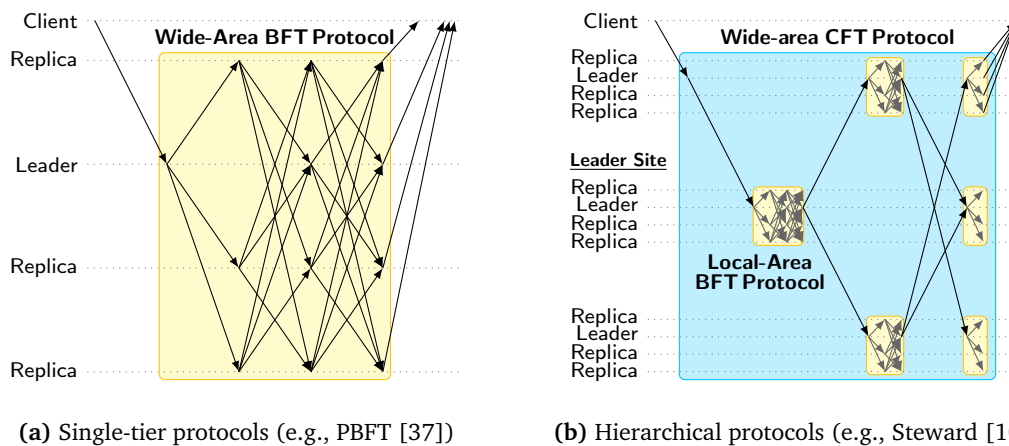 Client
Wide-Area BFT Protocol
Replica
Leader
Replica
Replica
(a) Single-tier protocols (e.g., PBFT [37])
Client
Wide-area CFT Protocol
Replica
Leader
Replica
Replica
Leader Site
Replica
Leader
Replica
Replica
Local-Area
BFT Protocol
Replica
Leader
Replica
Replica
(b) Hierarchical protocols (e.g., Steward